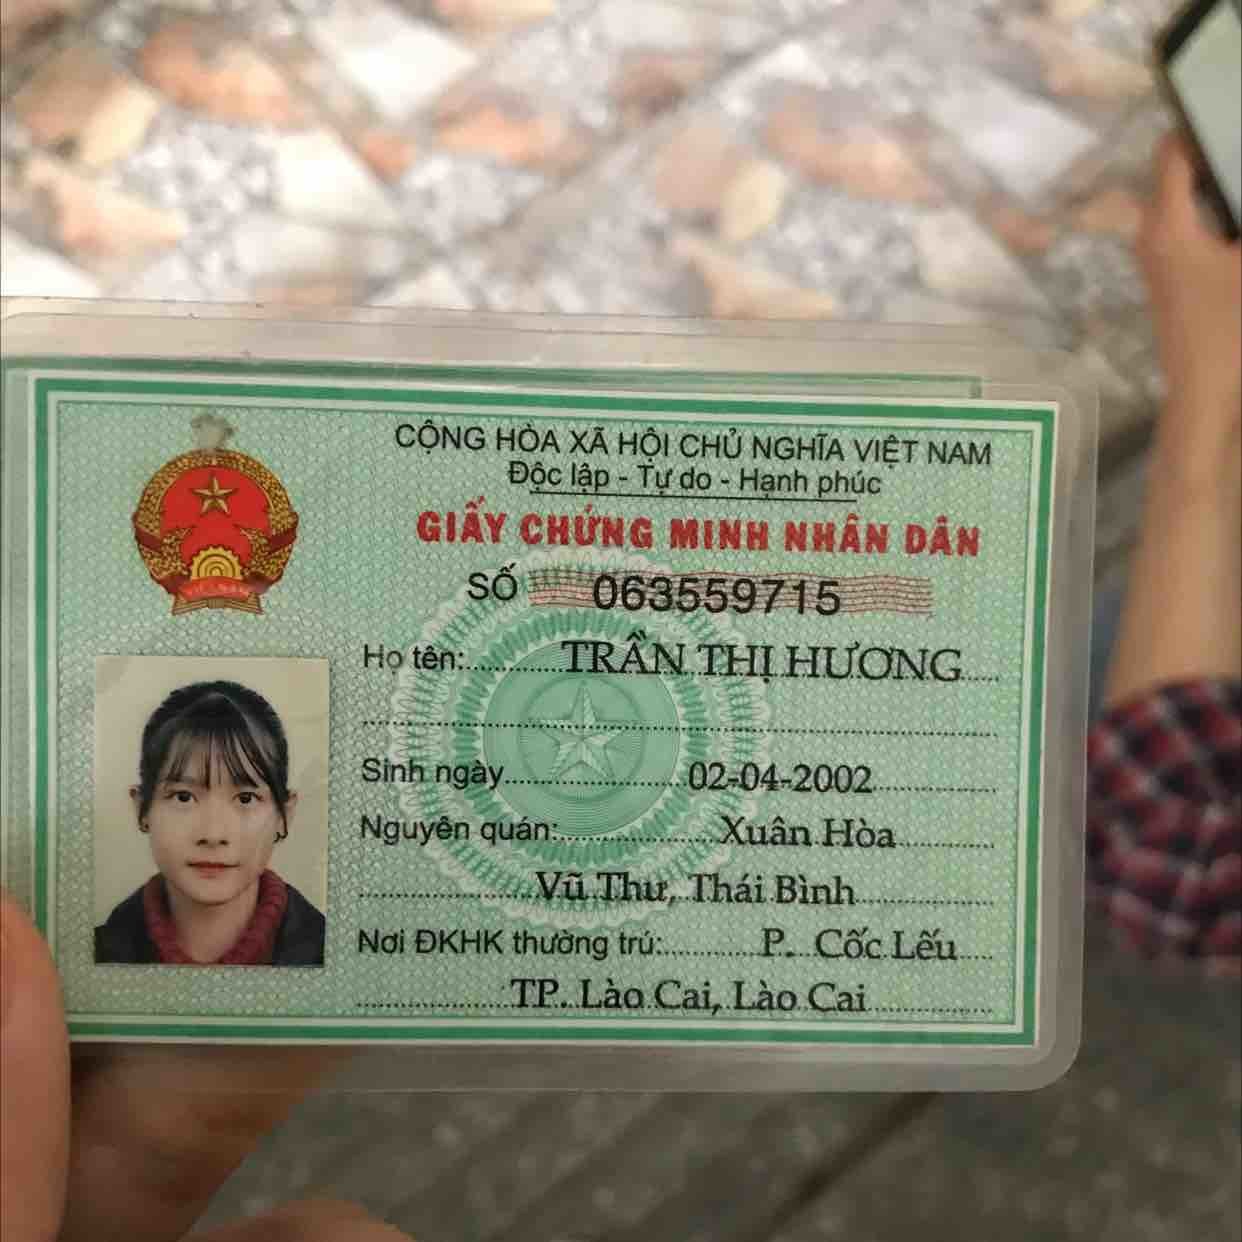 CỘNG HÒA XÃ HỘI CHỦ NGHĨA VIỆT NAM
Độc lập - Tự do - Hạnh phúc
GIẤY CHỨNG MINH NHÂN DÂN
SỐ 063559715
Họ tên: TRẦN THỊ HƯƠNG
Sinh ngày 02-04-2002
Nguyên quán: Xuân Hòa
Vũ Thư, Thái Bình
Nơi ĐKHK thường trú: P. Cốc Lếu
TP. Lào Cai, Lào Cai
VIỆT NAM